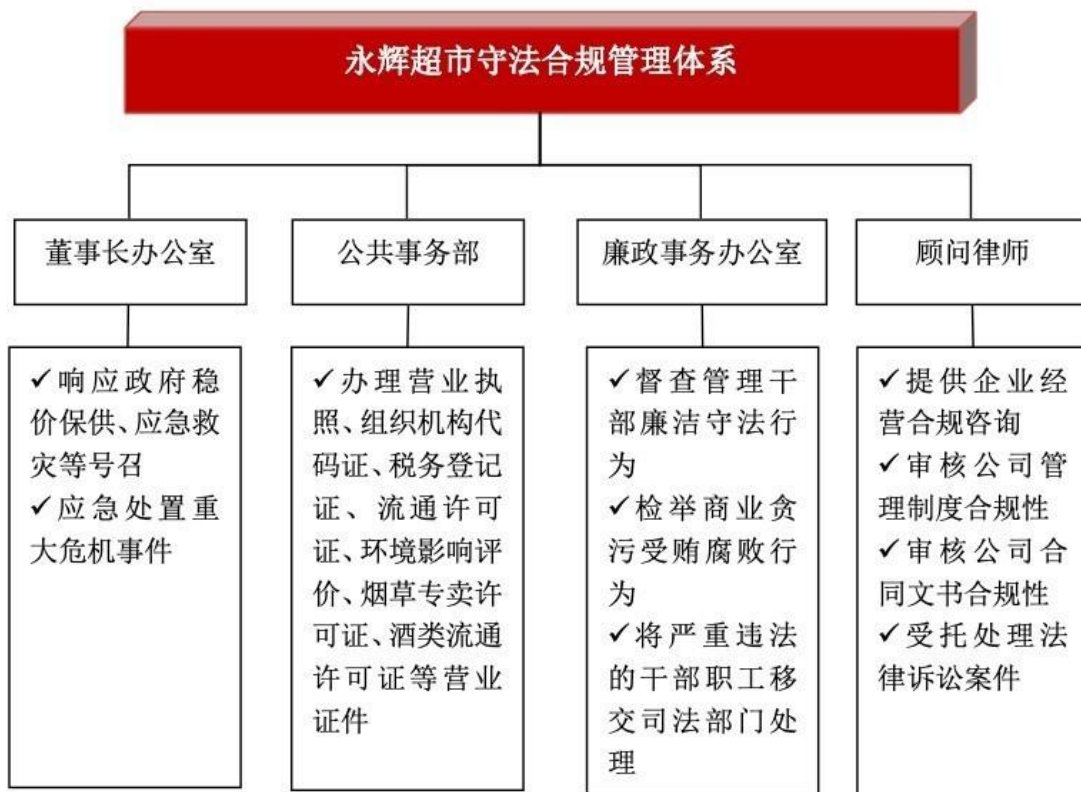 永辉超市守法合规管理体系
董事长办公室
公共事务部
廉政事务办公室
顾问律师
✓响应政府稳
价保供、应急救
灾等号召
✓应急处置重
大危机事件
✓办理营业执
照、组织机构代
码证、税务登记
证、流通许可
证、环境影响评
价、烟草专卖许
可证、酒类流通
许可证等营业
证件
✓督查管理干
部廉洁守法行
为
✓检举商业贪
污受贿腐败行
为
✓将严重违法
的干部职工移
交司法部门处
理
✓提供企业经
营合规咨询
✓审核公司管
理制度合规性
✓审核公司合
同文书合规性
✓受托处理法
律诉讼案件